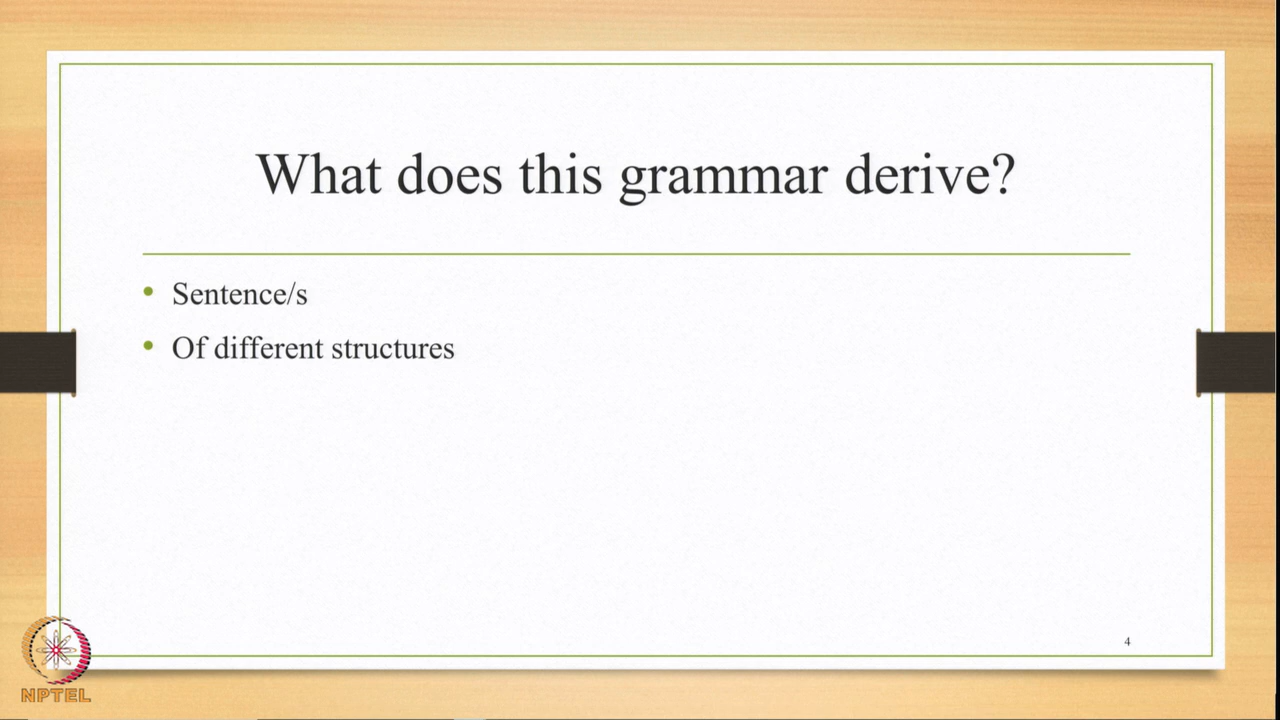 What does this grammar derive?
Sentence/s
Of different structures
4
NPTEL